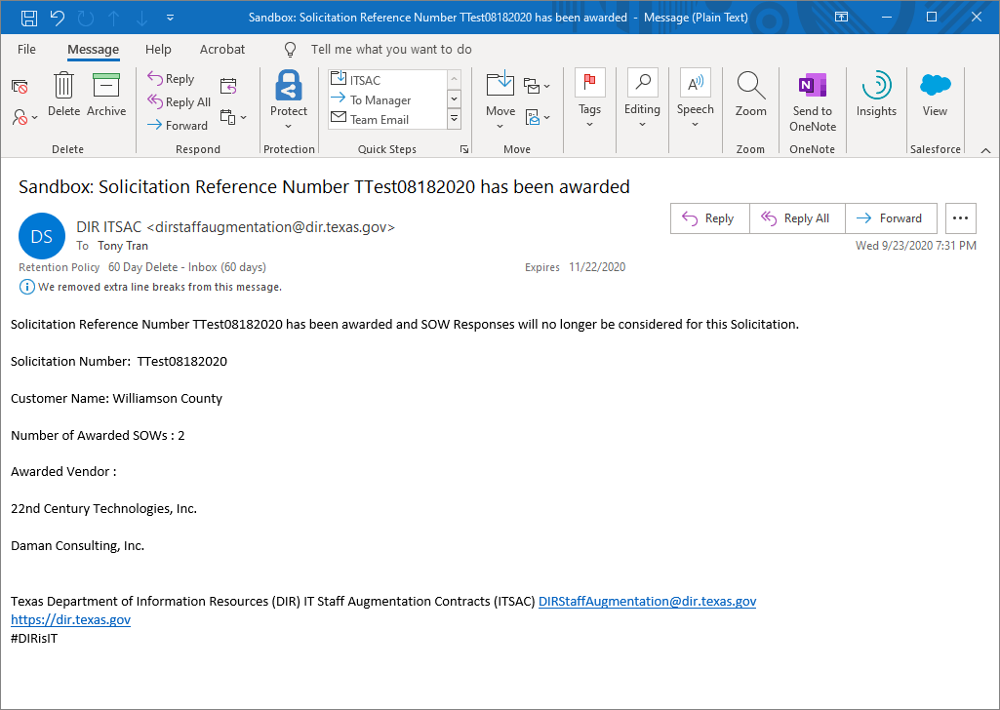 Sandbox: Solicitation Reference Number TTest08182020 has been awarded - Message (Plain Text)
File Message Help Acrobat Tell me what you want to do
Delete Archive
Delete
Reply
Reply All
Forward
Respond
Protect
Protection
ITSAC
To Manager
Team Email
Quick Steps
Move
Move
Tags
Editing
Speech
Zoom
Zoom
Send to
OneNote
OneNote
Insights
View
Salesforce
Sandbox: Solicitation Reference Number TTest08182020 has been awarded
DS
DIR ITSAC <dirstaffaugmentation@dir.texas.gov>
To Tony Tran
Reply Reply All Forward
Wed 9/23/2020 7:31 PM
Retention Policy 60 Day Delete - Inbox (60 days) Expires 11/22/2020
We removed extra line breaks from this message.
Solicitation Reference Number TTest08182020 has been awarded and SOW Responses will no longer be considered for this Solicitation.
Solicitation Number: TTest08182020
Customer Name: Williamson County
Number of Awarded SOWs : 2
Awarded Vendor :
22nd Century Technologies, Inc.
Daman Consulting, Inc.
Texas Department of Information Resources (DIR) IT Staff Augmentation Contracts (ITSAC) DIRStaffAugmentation@dir.texas.gov
https://dir.texas.gov
#DIRisIT